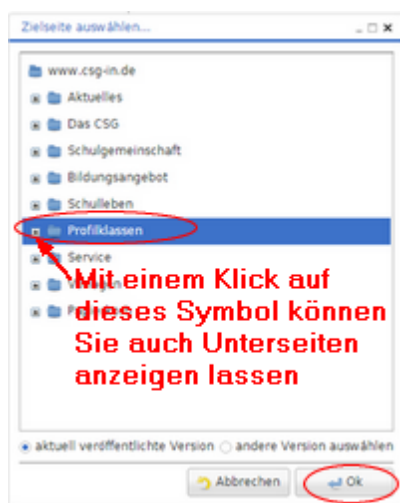 Zielseite auswählen...
www.csg-in.de
Aktuelles
Das CSG
Schulgemeinschaft
Bildungsangebot
Schulleben
Profilklassen
Service
Mit einem Klick auf
dieses Symbol können
Sie auch Unterseiten
anzeigen lassen
aktuell veröffentlichte Version
andere Version auswählen
Abbrechen
Ok